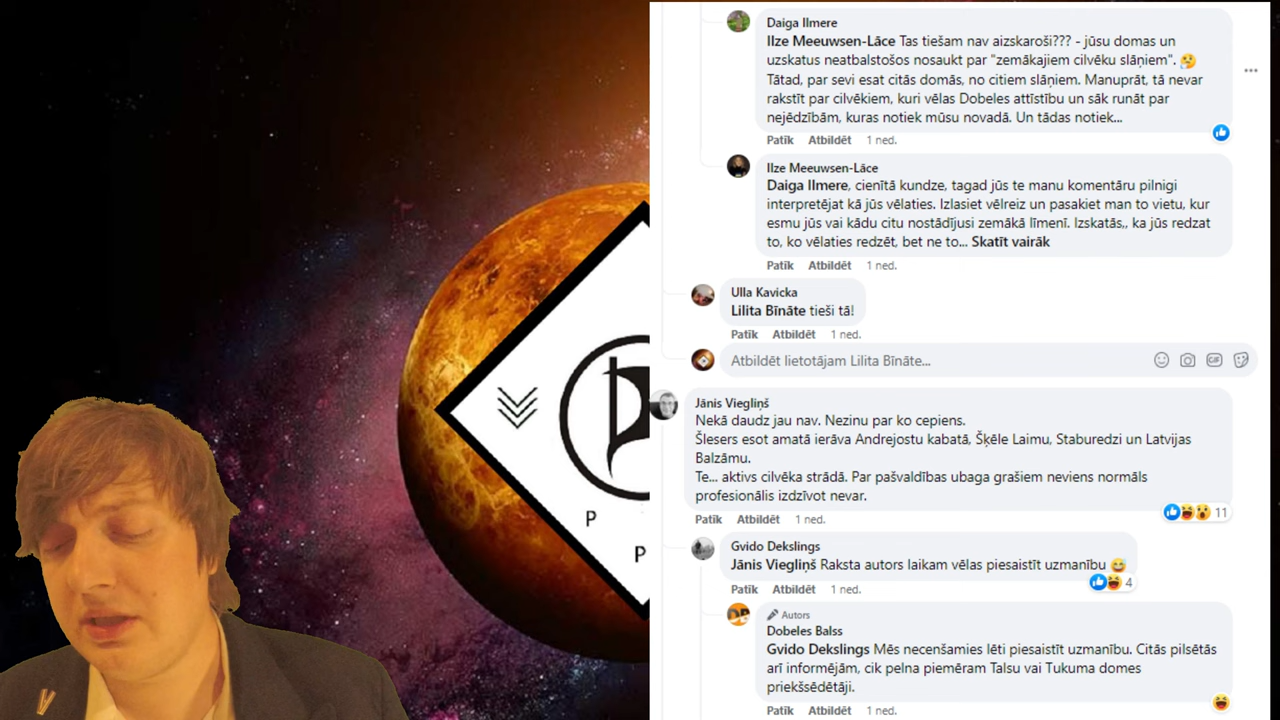 Daiga Ilmere
Ilze Meeuwsen-Lāce Tas tiešam nav aizskaroši??? - jūsu domas un
uzskatus neatbalstošos nosaukt par "zemākajiem cilvēku slāņiem". 🤔
Tātad, par sevi esat citās domās, no citiem slāņiem. Manuprāt, tā nevar
rakstīt par cilvēkiem, kuri vēlas Dobeles attīstību un sāk runāt par
nejēdzībām, kuras notiek mūsu novadā. Un tādas notiek...
Patīk Atbildēt 1 ned.
Ilze Meeuwsen-Lāce
Daiga Ilmere, cienītā kundze, tagad jūs te manu komentāru pilnigi
interpretējat kā jūs vēlaties. Izlasiet vēlreiz un pasakiet man to vietu, kur
esmu jūs vai kādu citu nostādījusi zemākā līmenī. Izskatās,, ka jūs redzat
to, ko vēlaties redzēt, bet ne to... Skatīt vairāk
Patīk Atbildēt 1 ned.
Ulla Kavicka
Lilita Bīnāte tieši tā!
Patīk Atbildēt 1 ned.
Atbildēt lietotājam Lilita Bīnāte...
GIF
Jānis Viegliņš
Nekā daudz jau nav. Nezinu par ko cepiens.
Šlesers esot amatā ierāva Andrejostu kabatā, Šķēle Laimu, Staburedzi un Latvijas
Balzāmu.
Te... aktivs cilvēka strādā. Par pašvaldības ubaga grašiem neviens normāls
profesionālis izdzīvot nevar.
11
Patīk Atbildēt 1 ned.
Gvido Dekslings
Jānis Viegliņš Raksta autors laikam vēlas piesaistīt uzmanību 😅
4
Patīk Atbildēt 1 ned.
Autors
Dobeles Balss
Gvido Dekslings Mēs necenšamies lēti piesaistīt uzmanību. Citās pilsētās
arī informējām, cik pelna piemēram Talsu vai Tukuma domes
priekšsēdētāji.
Patīk Atbildēt 1 ned.
P
P